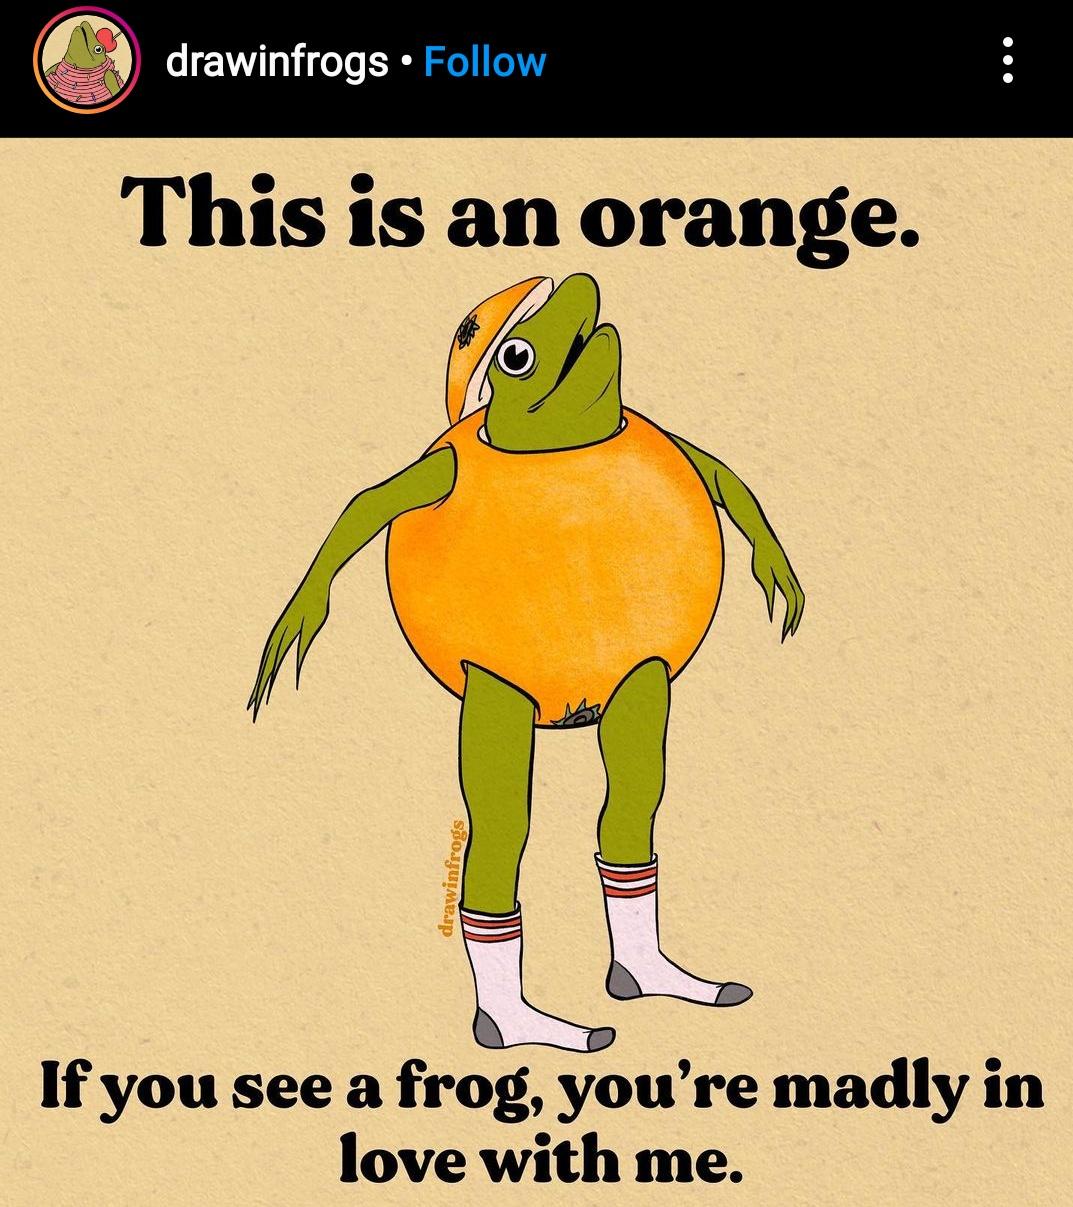 drawinfrogs • Follow
This is an orange.
drawinfrogs
If you see a frog, you're madly in
love with me.